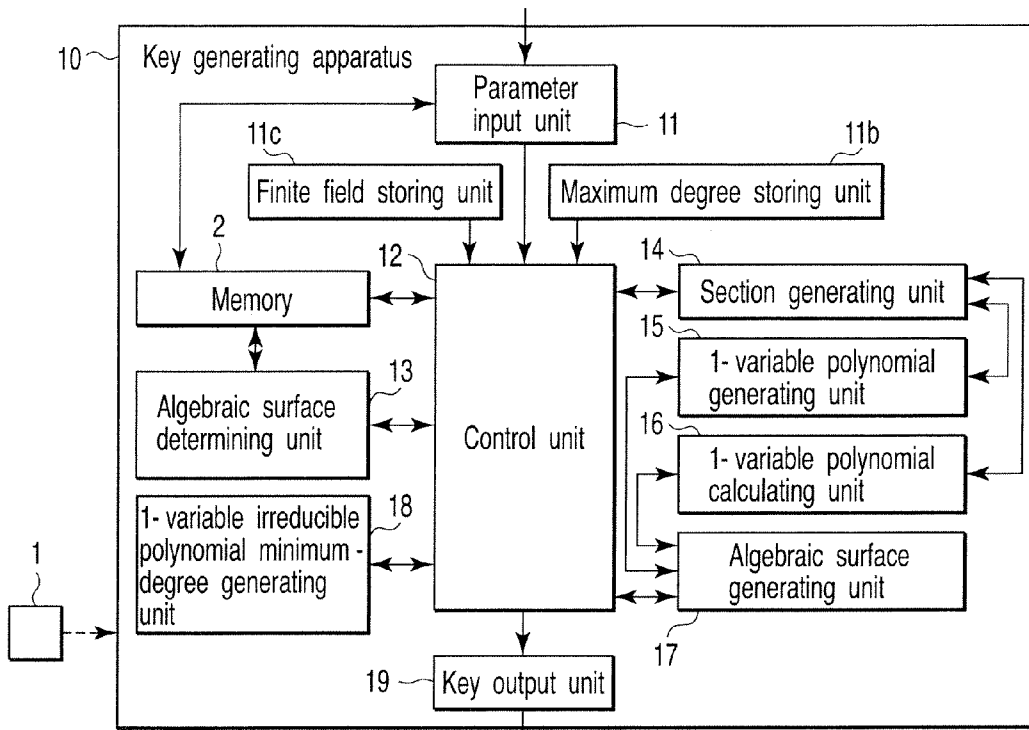 10
Key generating apparatus
Parameter
input unit
11
11c
11b
Finite field storing unit
Maximum degree storing unit
2
12
14
Memory
Section generating unit
15
13
1- variable polynomial
generating unit
Algebraic surface
determining unit
Control unit
16
1- variable polynomial
calculating unit
18
1- variable irreducible
polynomial minimum -
degree generating
unit
1
Algebraic surface
generating unit
17
19
Key output unit